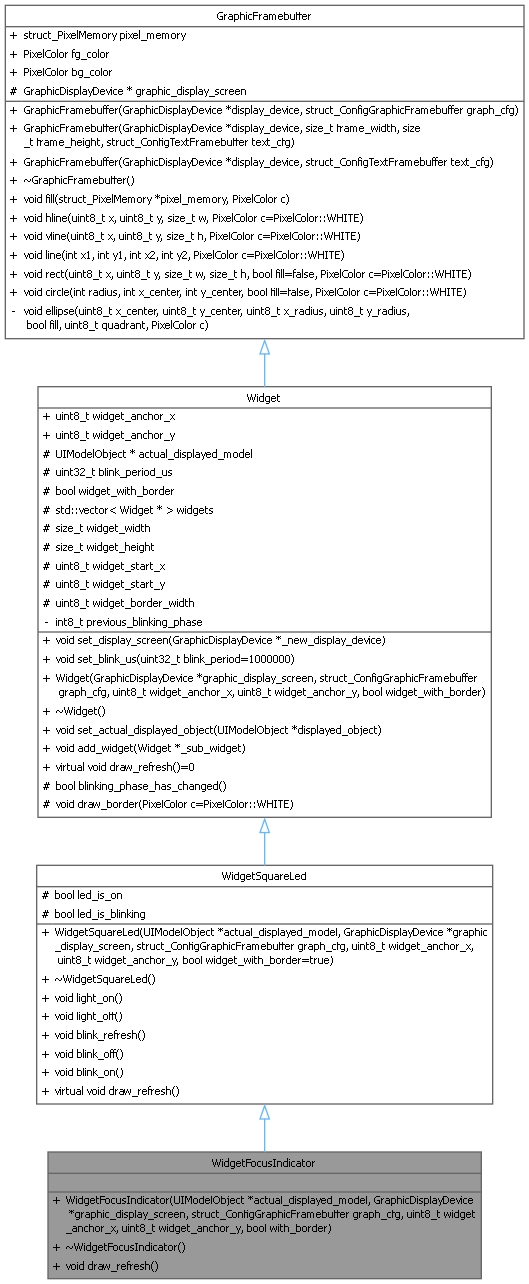 GraphicFramebuffer
+ struct_PixelMemory pixel_memory
+ PixelColor fg_color
+ PixelColor bg_color
# GraphicDisplayDevice * graphic_display_screen
+ GraphicFramebuffer(GraphicDisplayDevice *display_device, struct_ConfigGraphicFramebuffer graph_cfg)
+ GraphicFramebuffer(GraphicDisplayDevice *display_device, size_t frame_width, size
_t frame_height, struct_ConfigTextFramebuffer text_cfg)
+ GraphicFramebuffer(GraphicDisplayDevice *display_device, struct_ConfigTextFramebuffer text_cfg)
+ ~GraphicFramebuffer()
+ void fill(struct_PixelMemory *pixel_memory, PixelColor c)
+ void hline(uint8_t x, uint8_t y, size_t w, PixelColor c=PixelColor::WHITE)
+ void vline(uint8_t x, uint8_t y, size_t h, PixelColor c=PixelColor::WHITE)
+ void line(int x1, int y1, int x2, int y2, PixelColor c=PixelColor::WHITE)
+ void rect(uint8_t x, uint8_t y, size_t w, size_t h, bool fill=false, PixelColor c=PixelColor::WHITE)
+ void circle(int radius, int x_center, int y_center, bool fill=false, PixelColor c=PixelColor::WHITE)
- void ellipse(uint8_t x_center, uint8_t y_center, uint8_t x_radius, uint8_t y_radius,
bool fill, uint8_t quadrant, PixelColor c)
Widget
+ uint8_t widget_anchor_x
+ uint8_t widget_anchor_y
# UIModelObject * actual_displayed_model
# uint32_t blink_period_us
# bool widget_with_border
# std::vector< Widget * > widgets
# size_t widget_width
# size_t widget_height
# uint8_t widget_start_x
# uint8_t widget_start_y
# uint8_t widget_border_width
- int8_t previous_blinking_phase
+ void set_display_screen(GraphicDisplayDevice *_new_display_device)
+ void set_blink_us(uint32_t blink_period=1000000)
+ Widget(GraphicDisplayDevice *graphic_display_screen, struct_ConfigGraphicFramebuffer
graph_cfg, uint8_t widget_anchor_x, uint8_t widget_anchor_y, bool widget_with_border)
+ ~Widget()
+ void set_actual_displayed_object(UIModelObject *displayed_object)
+ void add_widget(Widget *_sub_widget)
+ virtual void draw_refresh()=0
# bool blinking_phase_has_changed()
# void draw_border(PixelColor c=PixelColor::WHITE)
WidgetSquareLed
# bool led_is_on
# bool led_is_blinking
+ WidgetSquareLed(UIModelObject *actual_displayed_model, GraphicDisplayDevice *graphic
_display_screen, struct_ConfigGraphicFramebuffer graph_cfg, uint8_t widget_anchor_x,
uint8_t widget_anchor_y, bool widget_with_border=true)
+ ~WidgetSquareLed()
+ void light_on()
+ void light_off()
+ void blink_refresh()
+ void blink_off()
+ void blink_on()
+ virtual void draw_refresh()
WidgetFocusIndicator
+ WidgetFocusIndicator(UIModelObject *actual_displayed_model, GraphicDisplayDevice
*graphic_display_screen, struct_ConfigGraphicFramebuffer graph_cfg, uint8_t widget
_anchor_x, uint8_t widget_anchor_y, bool with_border)
+ ~WidgetFocusIndicator()
+ void draw_refresh()